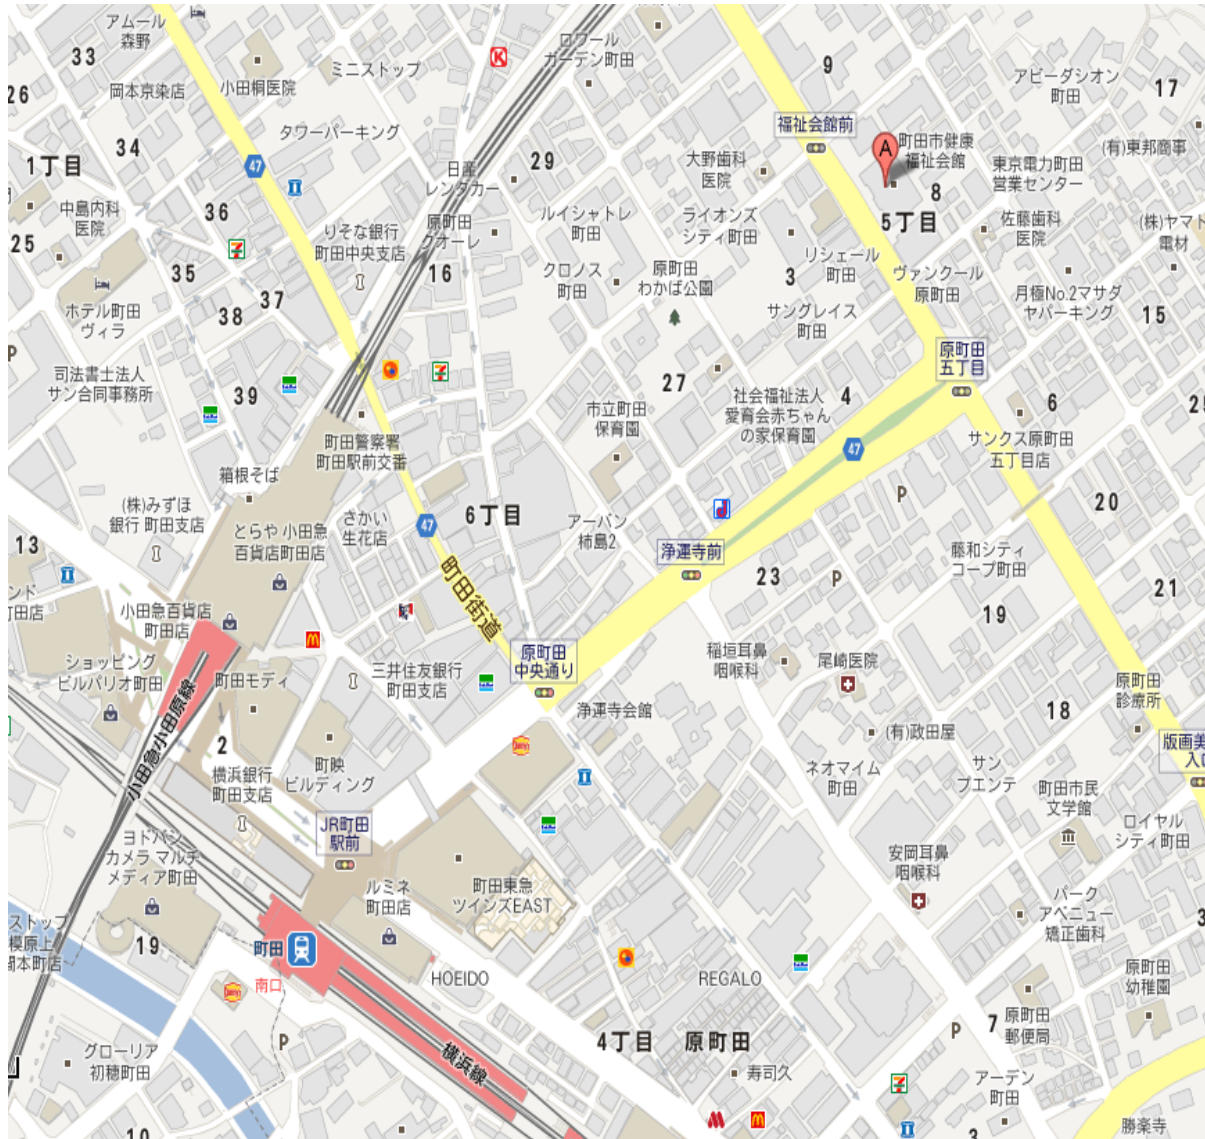 アムール
森野
33
26
岡本京染店
小田桐医院
ミニストップ
ロワール
ガーデン町田
9
アビーダシオン
町田
17
34
タワーパーキング
福祉会館前
A
町田市健康
福祉会館
(有)東邦商事
1丁目
47
日産
レンタカー
29
大野歯科
医院
東京電力町田
営業センター
8
5丁目
中島内科
医院
36
りそな銀行
町田中央支店
原町田
クオーレ
ルイシャトレ
町田
ライオンズ
シティ町田
佐藤歯科
医院
(株)ヤマト
電材
25
35
37
38
16
クロノス
町田
原町田
わかば公園
3
リシェール
町田
ヴァンクール
原町田
月極No.2マサダ
ヤパーキング
15
ホテル町田
ヴィラ
サングレイス
町田
P
原町田
五丁目
司法書士法人
サン合同事務所
39
27
社会福祉法人
愛育会赤ちゃん
の家保育園
4
6
市立町田
保育園
町田警察署
町田駅前交番
47
サンクス原町田
五丁目店
箱根そば
(株)みずほ
銀行 町田支店
とらや 小田急
百貨店町田店
さかい
生花店
47
6丁目
アーバン
柿島2
P
20
13
町田街道
浄運寺前
23
P
藤和シティ
コープ町田
19
21
ンド
町田店
小田急百貨店
町田店
原町田
中央通り
稲垣耳鼻
咽喉科
尾崎医院
ショッピング
ビルパリオ町田
町田モディ
三井住友銀行
町田支店
浄運寺会館
原町田
診療所
18
小田急小田原線
2
横浜銀行
町田支店
町映
ビルディング
(有)政田屋
版画美
入口
ネオマイム
町田
サン
プエンテ
町田市民
文学館
JR町田
駅前
ヨドバシ
カメラ マルチ
メディア町田
ロイヤル
シティ町田
安岡耳鼻
咽喉科
ルミネ
町田店
町田東急
ツインズEAST
パーク
アベニュー
矯正歯科
ストップ
模原上
岡本町店
19
町田
南口
HOEIDO
REGALO
原町田
幼稚園
P
横浜線
4丁目
原町田
7
P
原町田
郵便局
グローリア
初穂町田
寿司久
アーデン
町田
10
3
勝楽寺